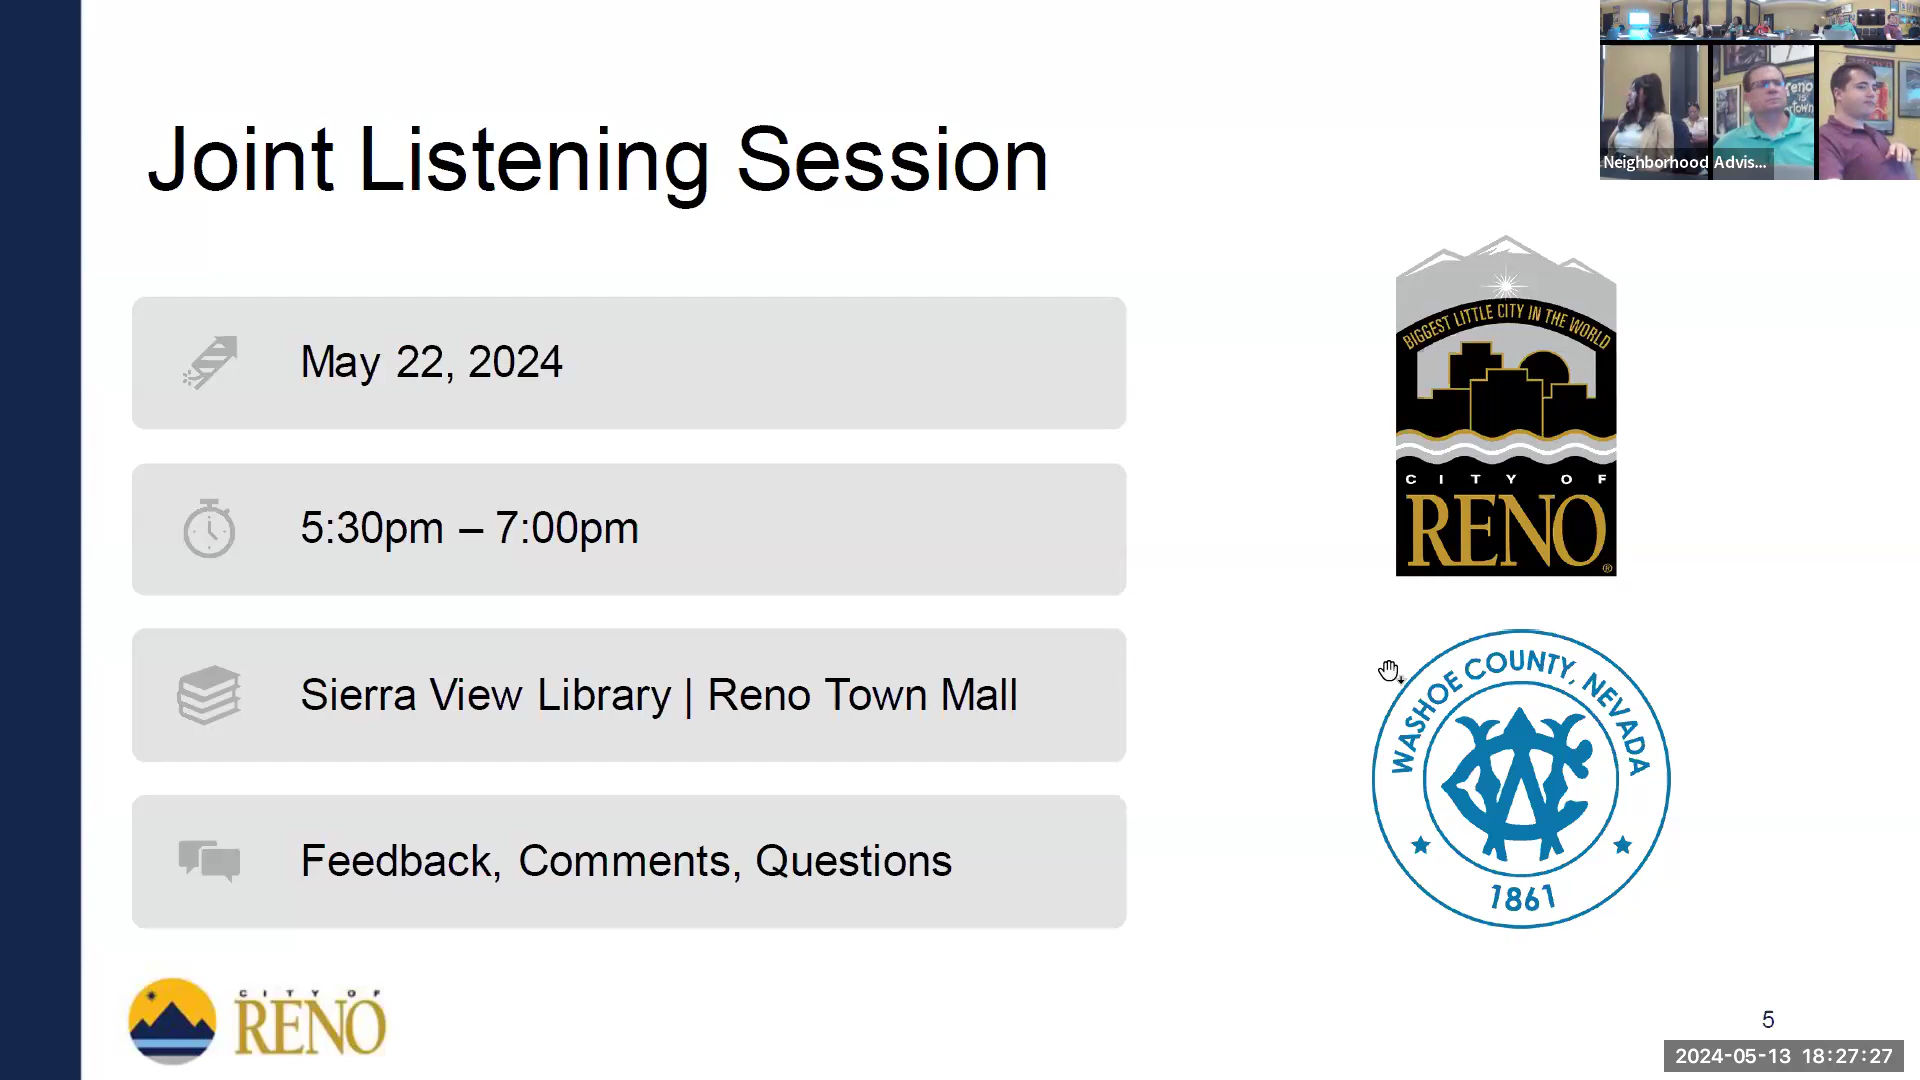 Joint Listening Session
May 22, 2024
5:30pm – 7:00pm
Sierra View Library | Reno Town Mall
Feedback, Comments, Questions
Neighborhood Advis...
BIGGEST LITTLE CITY IN THE WORLD
CITY OF
RENO®
WASHOE COUNTY, NEVADA
1861
CITY OF
RENO
5
2024-05-13 18:27:27